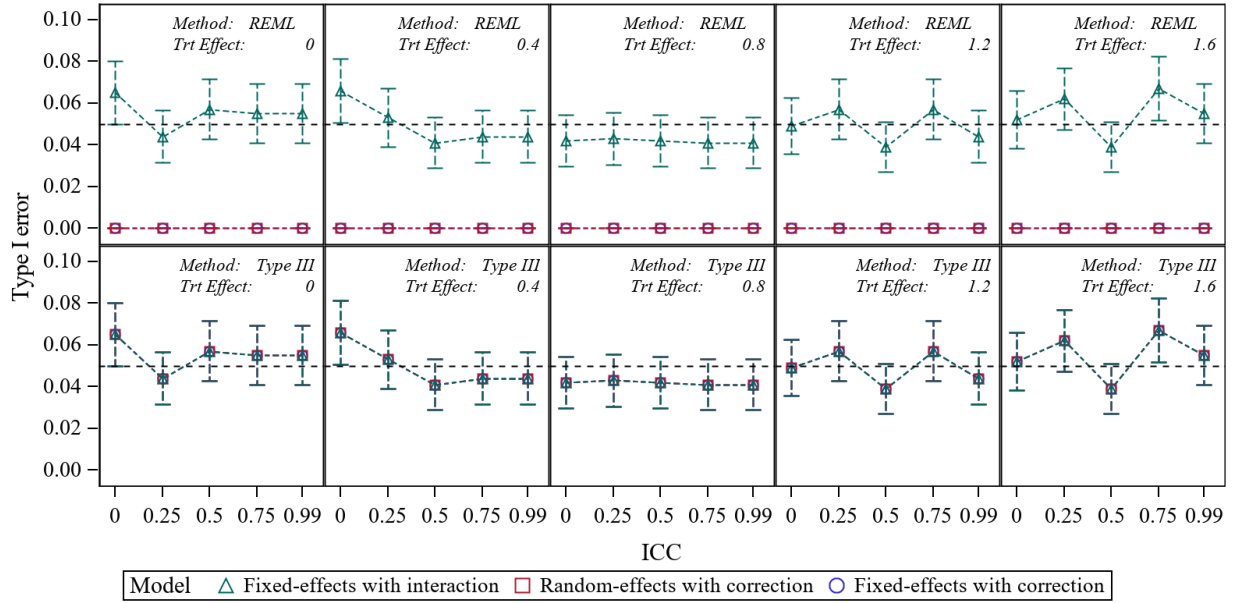 Method: REML
Trt Effect: 0
Method: REML
Trt Effect: 0.4
Method: REML
Trt Effect: 0.8
Method: REML
Trt Effect: 1.2
Method: REML
Trt Effect: 1.6
0.10
0.08
0.06
0.04
0.02
0.00
Type I error
Method: Type III
Trt Effect: 0
Method: Type III
Trt Effect: 0.4
Method: Type III
Trt Effect: 0.8
Method: Type III
Trt Effect: 1.2
Method: Type III
Trt Effect: 1.6
0.10
0.08
0.06
0.04
0.02
0.00
0 0.25 0.5 0.75 0.99 0 0.25 0.5 0.75 0.99 0 0.25 0.5 0.75 0.99 0 0.25 0.5 0.75 0.99 0 0.25 0.5 0.75 0.99
ICC
Model Fixed-effects with interaction Random-effects with correction Fixed-effects with correction